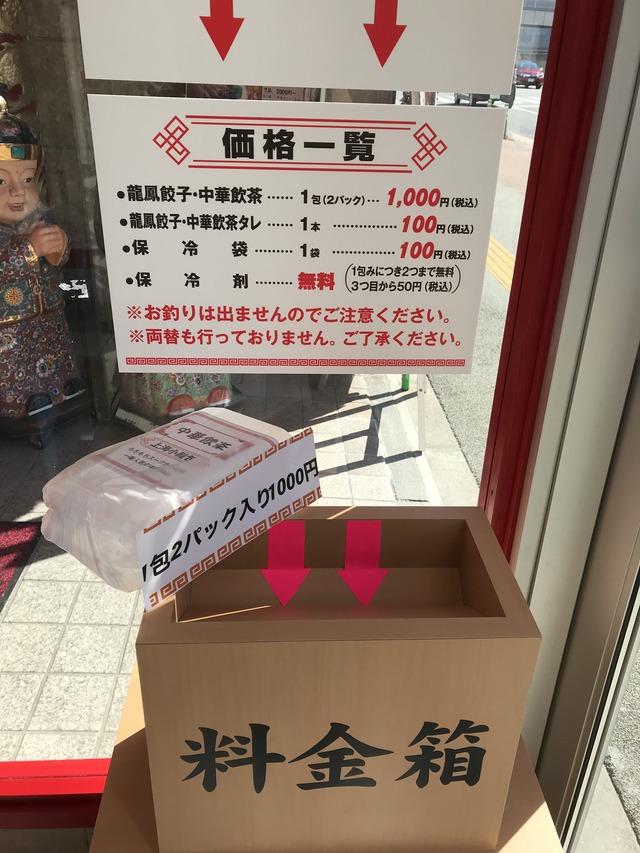 価格一覧
●龍鳳餃子・中華飲茶……1包(2パック)…1,000円(税込)
●龍鳳餃子・中華飲茶タレ……1本……………100円(税込)
●保 冷 袋………1袋……………100円(税込)
●保 冷 剤………無料(1包みにつき2つまで無料 3つ目から50円(税込))
※お釣りは出ませんのでご注意ください。
※両替も行っておりません。ご了承ください。
中華飲茶
1包2パック入り1000円
料金箱